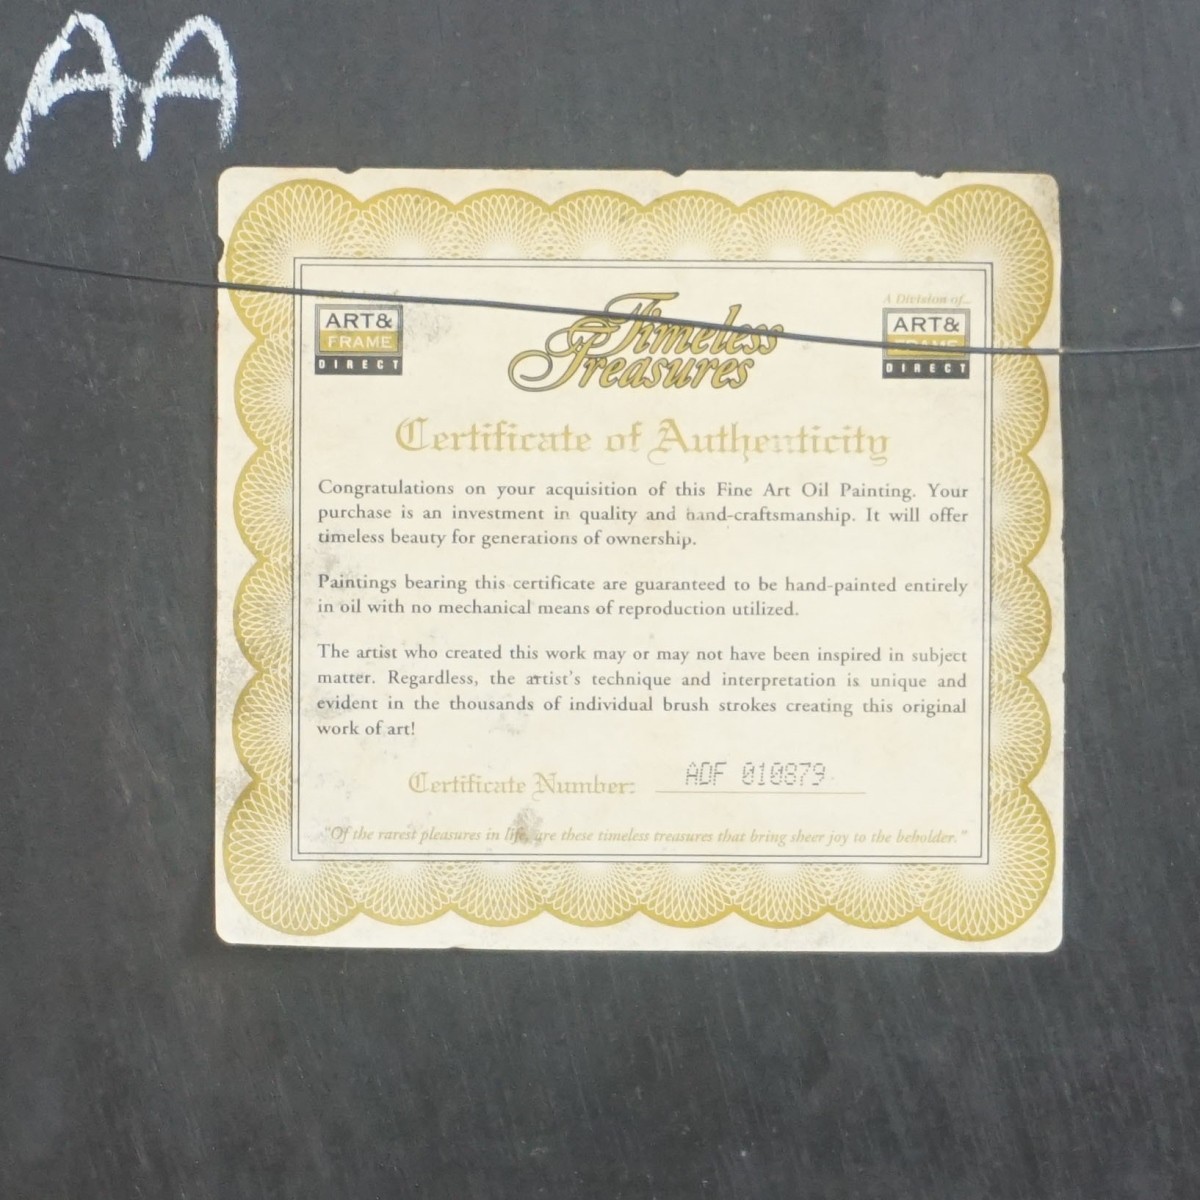 AA
A Division of...
ART&
FRAME
DIRECT
Timeless
Treasures
ART&
FRAME
DIRECT
Certificate of Authenticity
Congratulations on your acquisition of this Fine Art Oil Painting. Your
purchase is an investment in quality and hand-craftsmanship. It will offer
timeless beauty for generations of ownership.
Paintings bearing this certificate are guaranteed to be hand-painted entirely
in oil with no mechanical means of reproduction utilized.
The artist who created this work may or may not have been inspired in subject
matter. Regardless, the artist's technique and interpretation is unique and
evident in the thousands of individual brush strokes creating this original
work of art!
Certificate Number: ADF 010879
"Of the rarest pleasures in life, are these timeless treasures that bring sheer joy to the beholder."